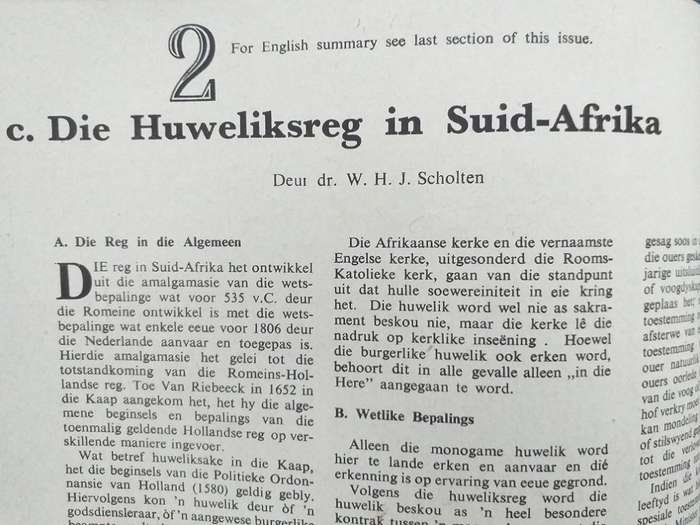 2
For English summary see last section of this issue.
c. Die Huweliksreg in Suid-Afrika
Deur dr. W. H. J. Scholten
A. Die Reg in die Algemeen
DIE reg in Suid-Afrika het ontwikkel
uit die amalgamasie van die wets-
bepalinge wat voor 535 v.C. deur
die Romeine ontwikkel is met die wets-
bepalinge wat enkele eeue voor 1806 deur
die Nederlande aanvaar en toegepas is.
Hierdie amalgamasie het gelei tot die
totstandkoming van die Romeins-Hol-
landse reg. Toe Van Riebeeck in 1652 in
die Kaap aangekom het, het hy die alge-
mene beginsels en bepalings van die
toenmalig geldende Hollandse reg op ver-
skillende maniere ingevoer.
Wat betref huweliksake in die Kaap,
het die beginsels van die Politieke Ordon-
nansie van Holland (1580) geldig gebly.
Hiervolgens kon 'n huwelik deur òf 'n
godsdiensleraar, òf 'n aangewese burgerlike
Die Afrikaanse kerke en die vernaamste
Engelse kerke, uitgesonderd die Rooms-
Katolieke kerk, gaan van die standpunt
uit dat hulle soewereiniteit in eie kring
het. Die huwelik word wel nie as sakra-
ment beskou nie, maar die kerke lê die
nadruk op kerklike inseëning. Hoewel
die burgerlike huwelik ook erken word,
behoort dit in alle gevalle alleen „in die
Here” aangegaan te word.
B. Wetlike Bepalings
Alleen die monogame huwelik word
hier te lande erken en aanvaar en dié
erkenning is op ervaring van eeue gegrond.
Volgens die huweliksreg word die
huwelik beskou as 'n heel besondere
kontrak tussen 'n
gesag soos in
die ouers
jarige
of
geplaas
toestemming
afsterwe van
toestemming
ouer
ouers
van die voog
hof verkry
kan mondeling
of stilswyend
tot die
toestemming
Indien die
leeftyd is
spesiale